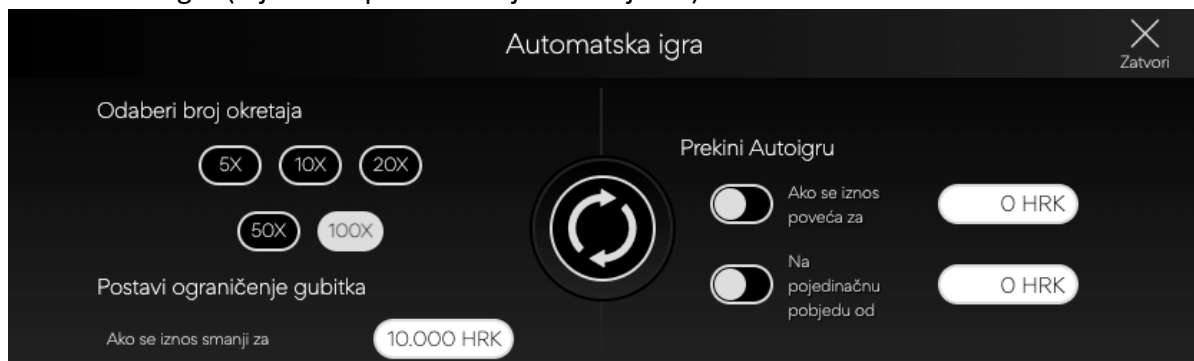 Automatska igra
Zatvori
Odaberi broj okretaja
5X 10X 20X
50X 100X
Postavi ograničenje gubitka
Ako se iznos smanji za 10.000 HRK
Prekini Autoigru
Ako se iznos
poveća za
0 HRK
Na
pojedinačnu
pobjedu od
0 HRK